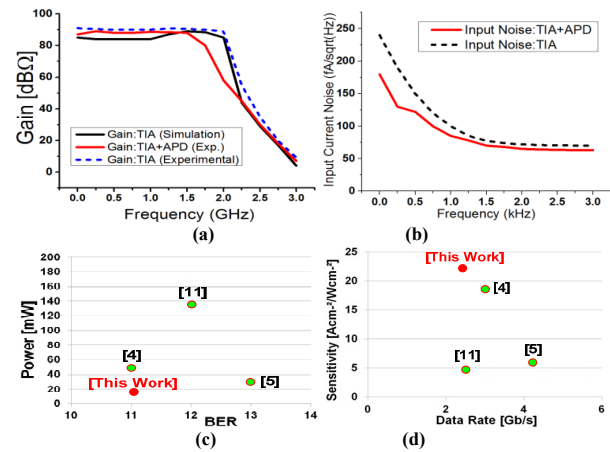 Gain [dBΩ]
100
90
80
70
60
50
40
30
20
10
0
Gain:TIA (Simulation)
Gain:TIA+APD (Exp.)
Gain:TIA (Experimental)
0.0 0.5 1.0 1.5 2.0 2.5 3.0
Frequency (GHz)
(a)
Input Current Noise (fA/sqrt(Hz))
250
200
150
100
50
Input Noise:TIA+APD
Input Noise:TIA
0.0 0.5 1.0 1.5 2.0 2.5 3.0
Frequency (kHz)
(b)
Power [mW]
200
180
160
140
120
100
80
60
40
20
0
[11]
[4]
[This Work]
[5]
10 11 12 13 14
BER
(c)
Sensitivity [Acm-²/Wcm-²]
25
20
15
10
5
0
[This Work]
[4]
[11]
[5]
0 2 4 6
Data Rate [Gb/s]
(d)